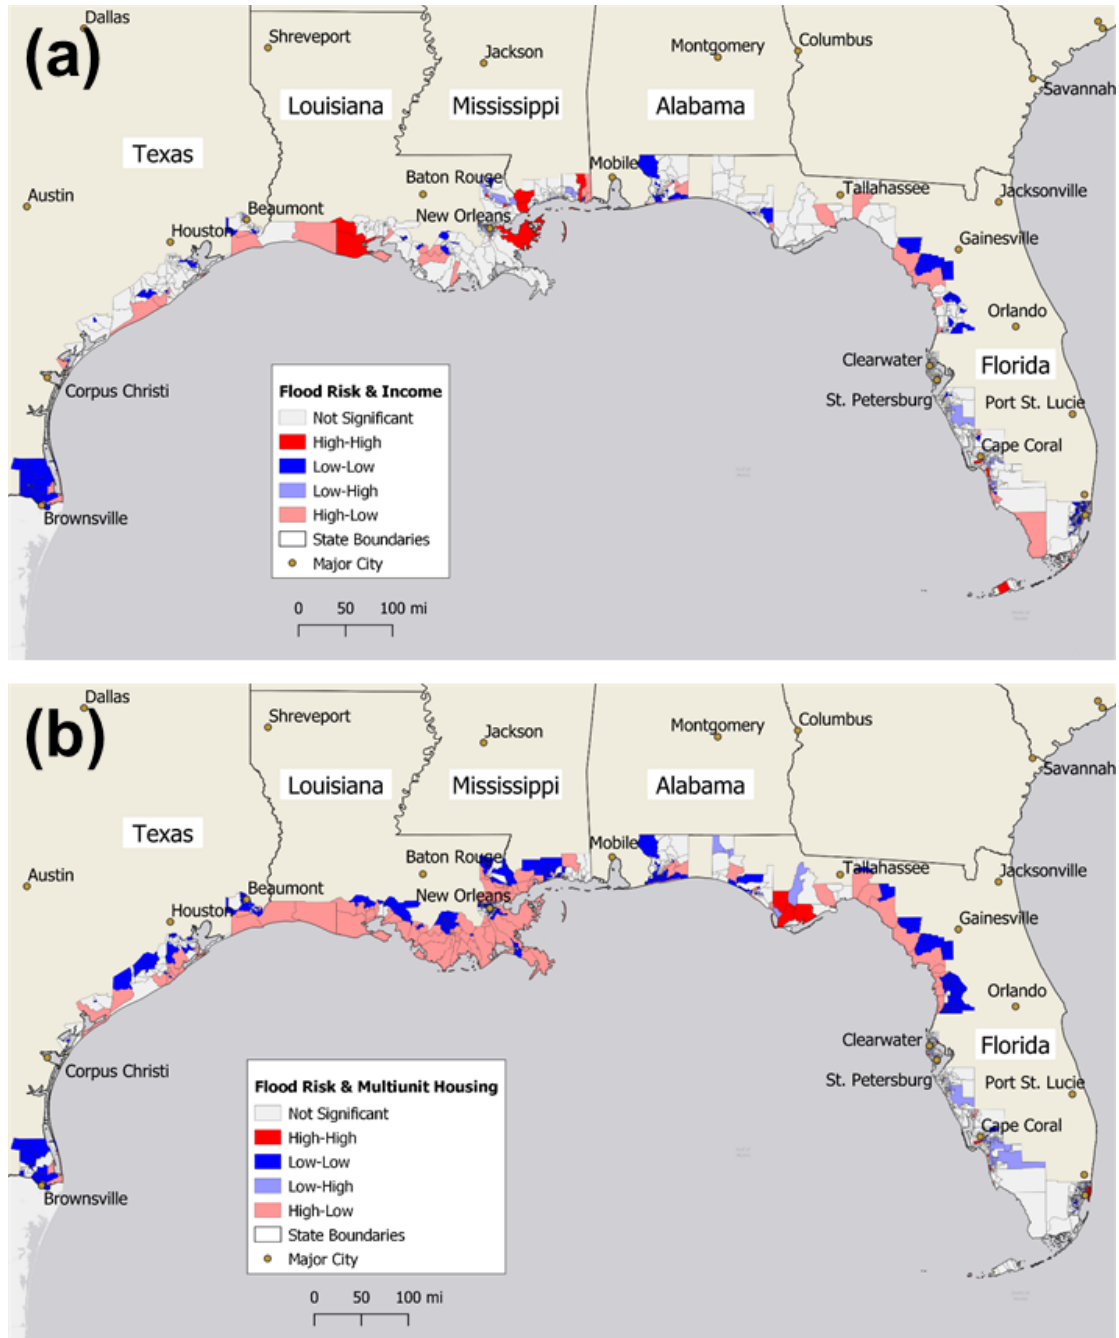 (a)
Dallas
Shreveport
Jackson
Montgomery
Columbus
Savannah
Louisiana
Mississippi
Alabama
Texas
Mobile
Austin
Baton Rouge
Tallahassee
Jacksonville
Beaumont
New Orleans
Houston
Gainesville
Orlando
Clearwater
Florida
Corpus Christi
St. Petersburg
Port St. Lucie
Cape Coral
Brownsville
Flood Risk & Income
Not Significant
High-High
Low-Low
Low-High
High-Low
State Boundaries
Major City
0 50 100 mi
(b)
Dallas
Shreveport
Jackson
Montgomery
Columbus
Savannah
Louisiana
Mississippi
Alabama
Texas
Mobile
Austin
Baton Rouge
Tallahassee
Jacksonville
Beaumont
New Orleans
Houston
Gainesville
Orlando
Clearwater
Florida
Corpus Christi
St. Petersburg
Port St. Lucie
Cape Coral
Brownsville
Flood Risk & Multiunit Housing
Not Significant
High-High
Low-Low
Low-High
High-Low
State Boundaries
Major City
0 50 100 mi